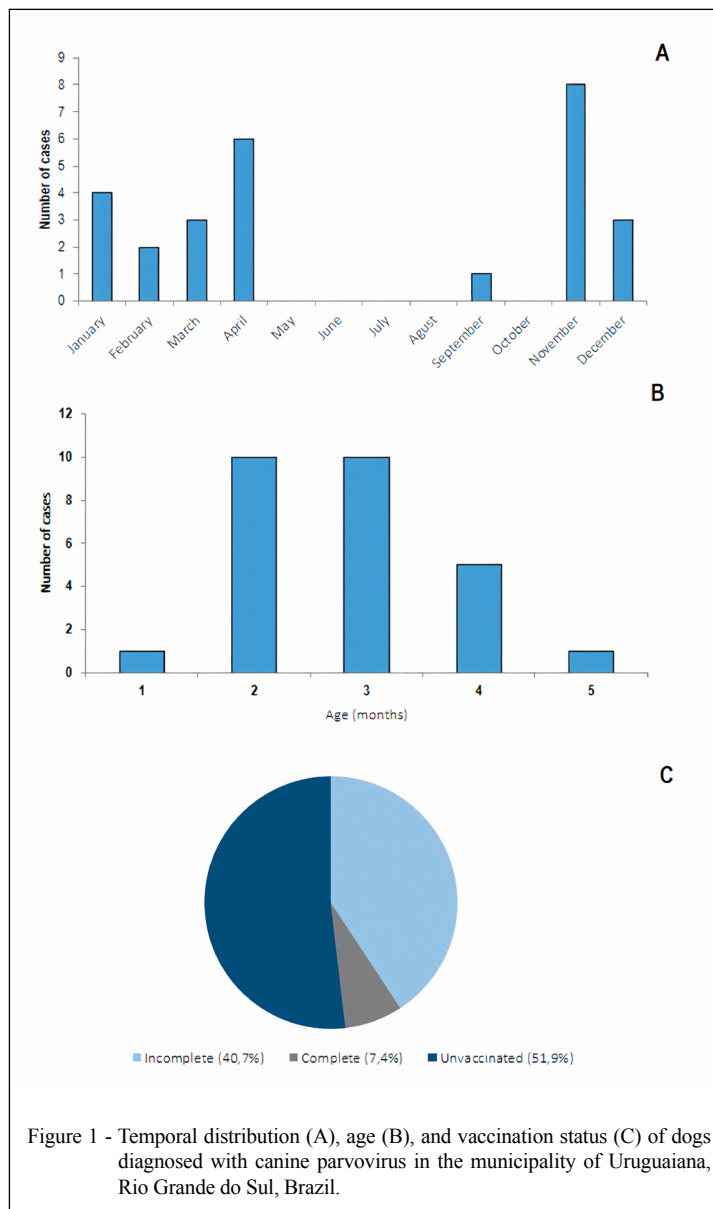 A
9
8
7
6
5
4
3
2
1
0
Number of cases
January
February
March
April
May
June
July
Agust
September
October
November
December
B
12
10
8
6
4
2
0
Number of cases
1 2 3 4 5
Age (months)
C
Incomplete (40,7%) Complete (7,4%) Unvaccinated (51,9%)
Figure 1 - Temporal distribution (A), age (B), and vaccination status (C) of dogs
diagnosed with canine parvovirus in the municipality of Uruguaiana,
Rio Grande do Sul, Brazil.